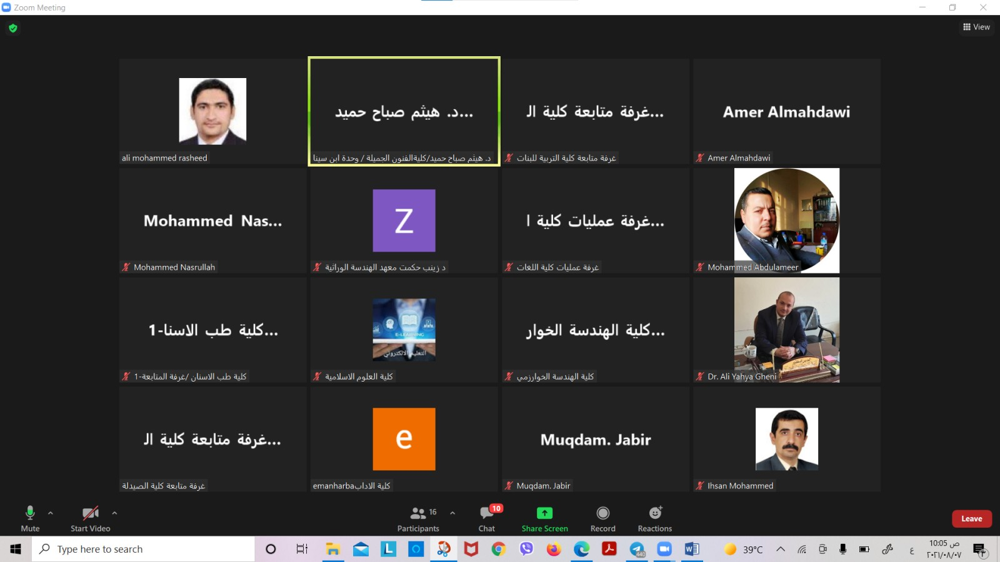 Zoom Meeting
View
ali mohammed rasheed
د. هيثم صباح حميد...
د. هيثم صباح حميد/كليةالفنون الجميلة / وحدة ابن سينا
غرفة متابعة كلية ال...
غرفة متابعة كلية التربية للبنات
Amer Almahdawi
Amer Almahdawi
Mohammed Nas...
Mohammed Nasrullah
Z
د زينب حكمت معهد الهندسة الوراثية
غرفة عمليات كلية ا...
غرفة عمليات كلية اللغات
Mohammed Abdulameer
كلية طب الاسنا-1...
كلية طب الاسنان /غرفة المتابعة-1
E-LEARNING
التعليم الالكتروني
كلية العلوم الاسلامية
كلية الهندسة الخوار...
كلية الهندسة الخوارزمي
Dr. Ali Yahya Gheni
غرفة متابعة كلية ال...
غرفة متابعة كلية الصيدلة
e
emanharbaكلية الاداب
Muqdam. Jabir
Muqdam. Jabir
Ihsan Mohammed
Mute
Start Video
16
Participants
10
Chat
Share Screen
Record
Reactions
Leave
Type here to search
L
440
39°C
ع
10:05 ص
٢٠٢١/٠٨/٠٧
٣